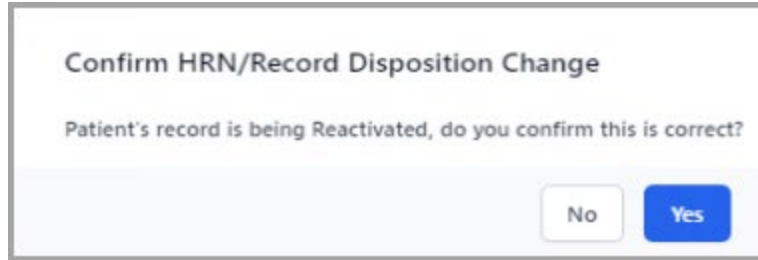 Confirm HRN/Record Disposition Change
Patient's record is being Reactivated, do you confirm this is correct?
No
Yes